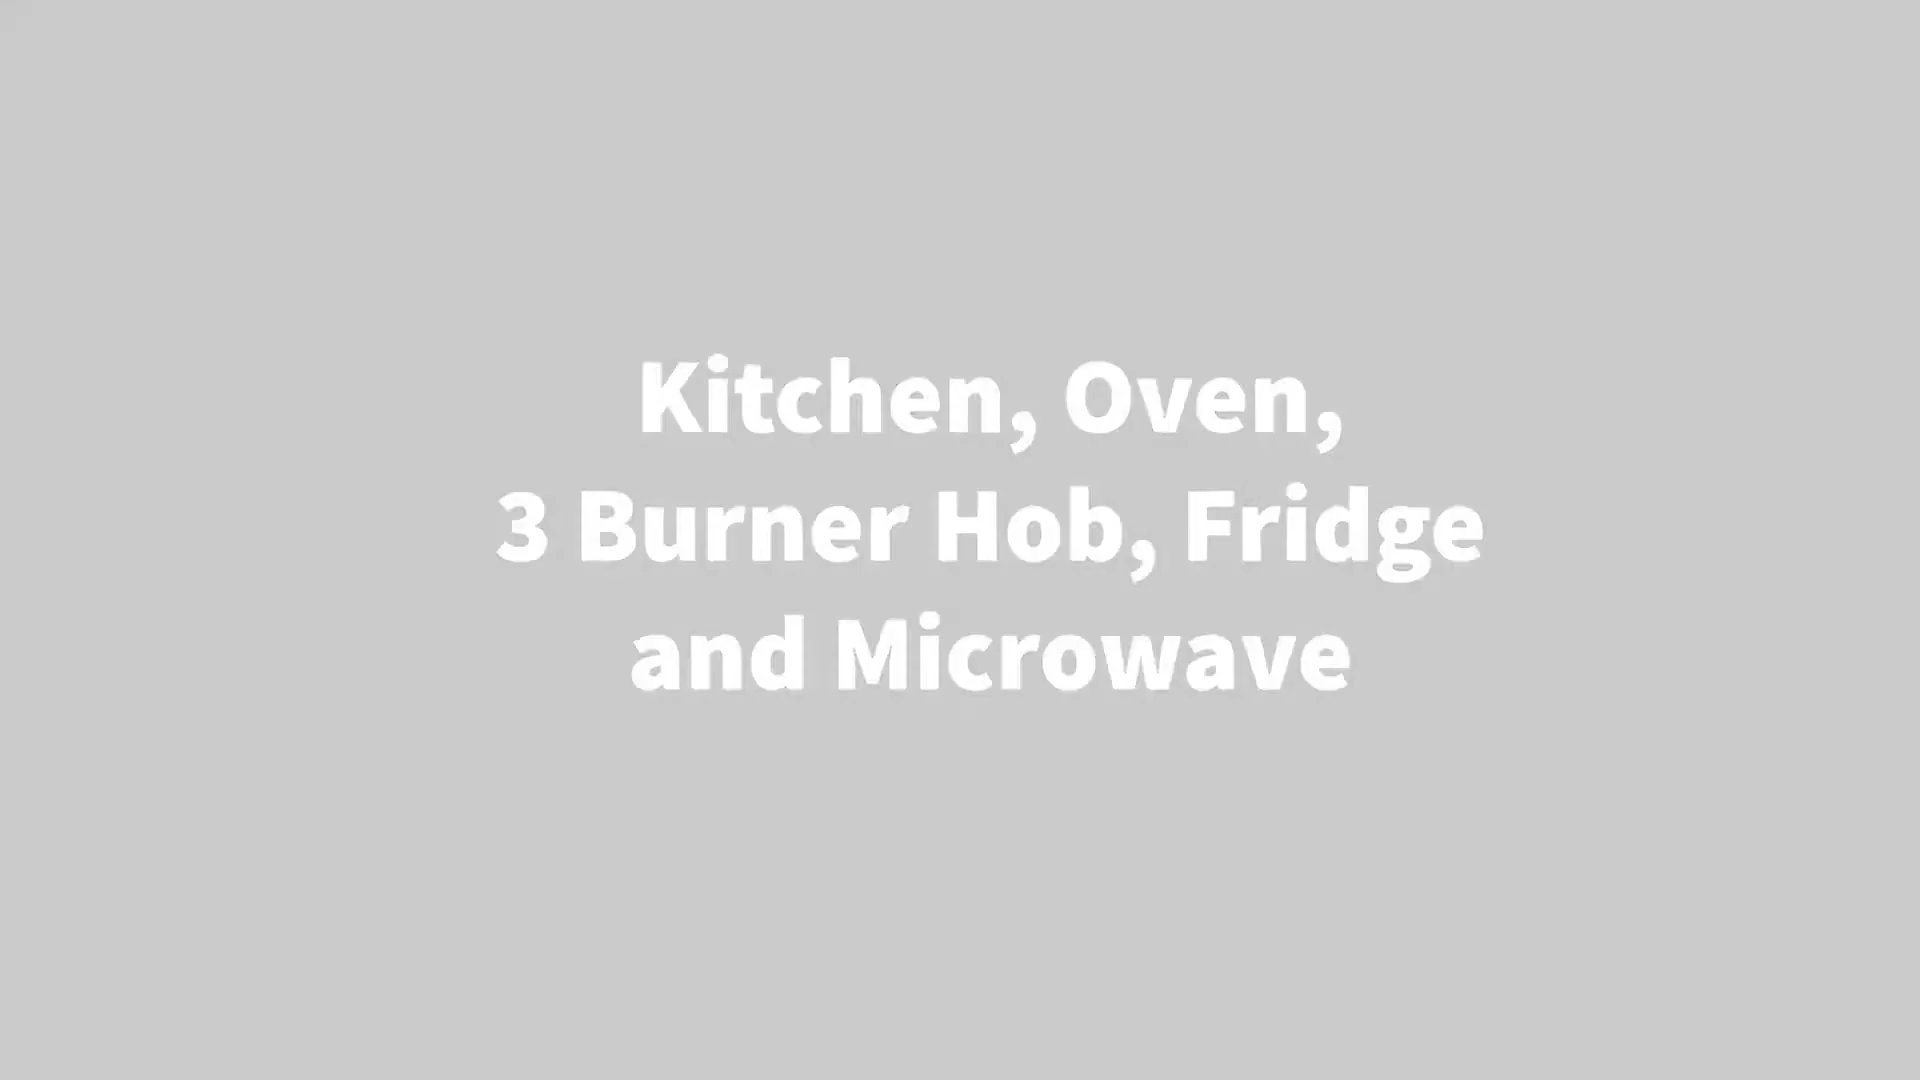 Kitchen, Oven,
3 Burner Hob, Fridge
and Microwave